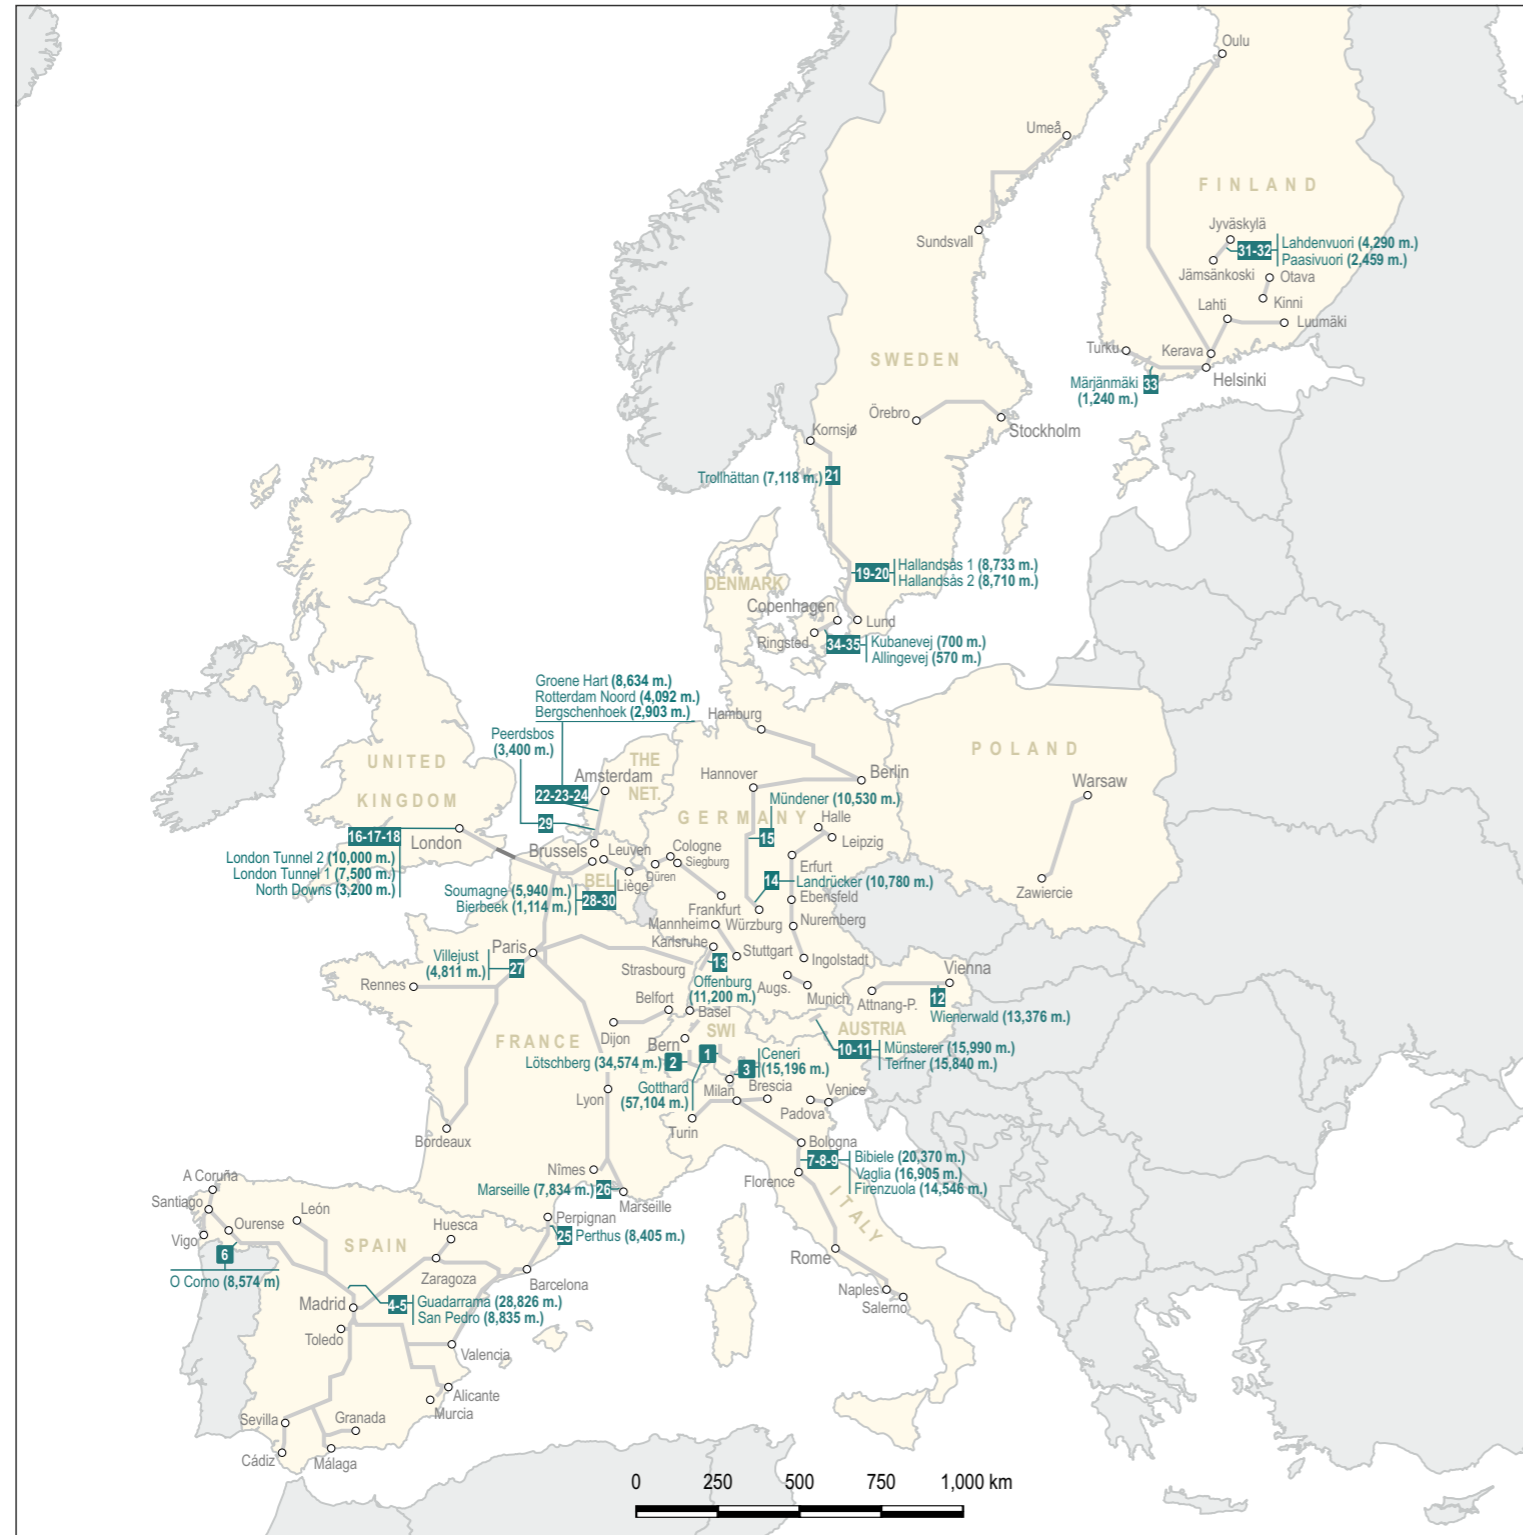 Oulu
Umeå
FINLAND
Jyväskylä
Sundsvall
31-32
Lahdenvuori (4,290 m.)
Paasivuori (2,459 m.)
Jämsänkoski
Otava
Kinni
Lahti
Luumäki
Turku
Kerava
SWEDEN
Helsinki
Märjänmäki
(1,240 m.)
33
Örebro
Stockholm
Kornsjø
Trollhättan (7,118 m.)
21
19-20
Hallandsås 1 (8,733 m.)
Hallandsås 2 (8,710 m.)
DENMARK
Copenhagen
Lund
Ringsted
34-35
Kubanevej (700 m.)
Allingevej (570 m.)
Groene Hart (8,634 m.)
Rotterdam Noord (4,092 m.)
Bergschenhoek (2,903 m.)
Hamburg
Peerdsbos
(3,400 m.)
POLAND
UNITED
KINGDOM
THE
NET.
Amsterdam
Hannover
Berlin
Warsaw
22-23-24
Mündener (10,530 m.)
GERMANY
Halle
29
15
Leipzig
16-17-18
London
Brussels
Leuven
Cologne
Siegburg
London Tunnel 2 (10,000 m.)
London Tunnel 1 (7,500 m.)
North Downs (3,200 m.)
BEL
Liège
Düren
Erfurt
14
Landrücker (10,780 m.)
Zawiercie
Soumagne (5,940 m.)
Bierbeek (1,114 m.)
28-30
Ebensfeld
Frankfurt
Würzburg
Mannheim
Nuremberg
Karlsruhe
Paris
Villejust
(4,811 m.)
27
Strasbourg
13
Stuttgart
Ingolstadt
Vienna
Offenburg
(11,200 m.)
Augs.
Munich
Attnang-P.
12
Rennes
Wienerwald (13,376 m.)
Belfort
Basel
Dijon
FRANCE
Bern
SWI
AUSTRIA
10-11
Münsterer (15,990 m.)
Terfner (15,840 m.)
Lötschberg (34,574 m.)
2
1
3
Ceneri
(15,196 m.)
Gotthard
(57,104 m.)
Milan
Brescia
Venice
Padova
Lyon
Turin
Bordeaux
Bologna
7-8-9
Bibiele (20,370 m.)
Vaglia (16,905 m.)
Firenzuola (14,546 m.)
Florence
Nîmes
Marseille (7,834 m.)
26
Marseille
ITALY
A Coruña
Santiago
León
Ourense
Huesca
Perpignan
25
Perthus (8,405 m.)
Vigo
6
SPAIN
Zaragoza
Barcelona
Rome
O Corno (8,574 m)
Madrid
4-5
Guadarrama (28,826 m.)
San Pedro (8,835 m.)
Naples
Salerno
Toledo
Valencia
Alicante
Murcia
Sevilla
Granada
Cádiz
Málaga
0
250
500
750
1,000 km